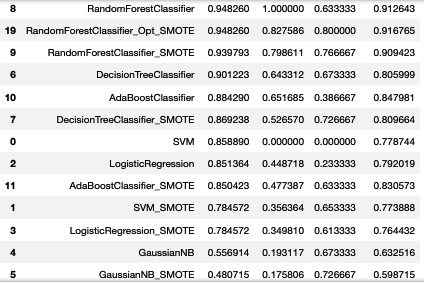 8 RandomForestClassifier 0.948260 1.000000 0.633333 0.912643
19 RandomForestClassifier_Opt_SMOTE 0.948260 0.827586 0.800000 0.916765
9 RandomForestClassifier_SMOTE 0.939793 0.798611 0.766667 0.909423
6 DecisionTreeClassifier 0.901223 0.643312 0.673333 0.805999
10 AdaBoostClassifier 0.884290 0.651685 0.386667 0.847981
7 DecisionTreeClassifier_SMOTE 0.869238 0.526570 0.726667 0.809664
0 SVM 0.858890 0.000000 0.000000 0.778744
2 LogisticRegression 0.851364 0.448718 0.233333 0.792019
11 AdaBoostClassifier_SMOTE 0.850423 0.477387 0.633333 0.830573
1 SVM_SMOTE 0.784572 0.356364 0.653333 0.773888
3 LogisticRegression_SMOTE 0.784572 0.349810 0.613333 0.764432
4 GaussianNB 0.556914 0.193117 0.673333 0.632516
5 GaussianNB_SMOTE 0.480715 0.175806 0.726667 0.598715